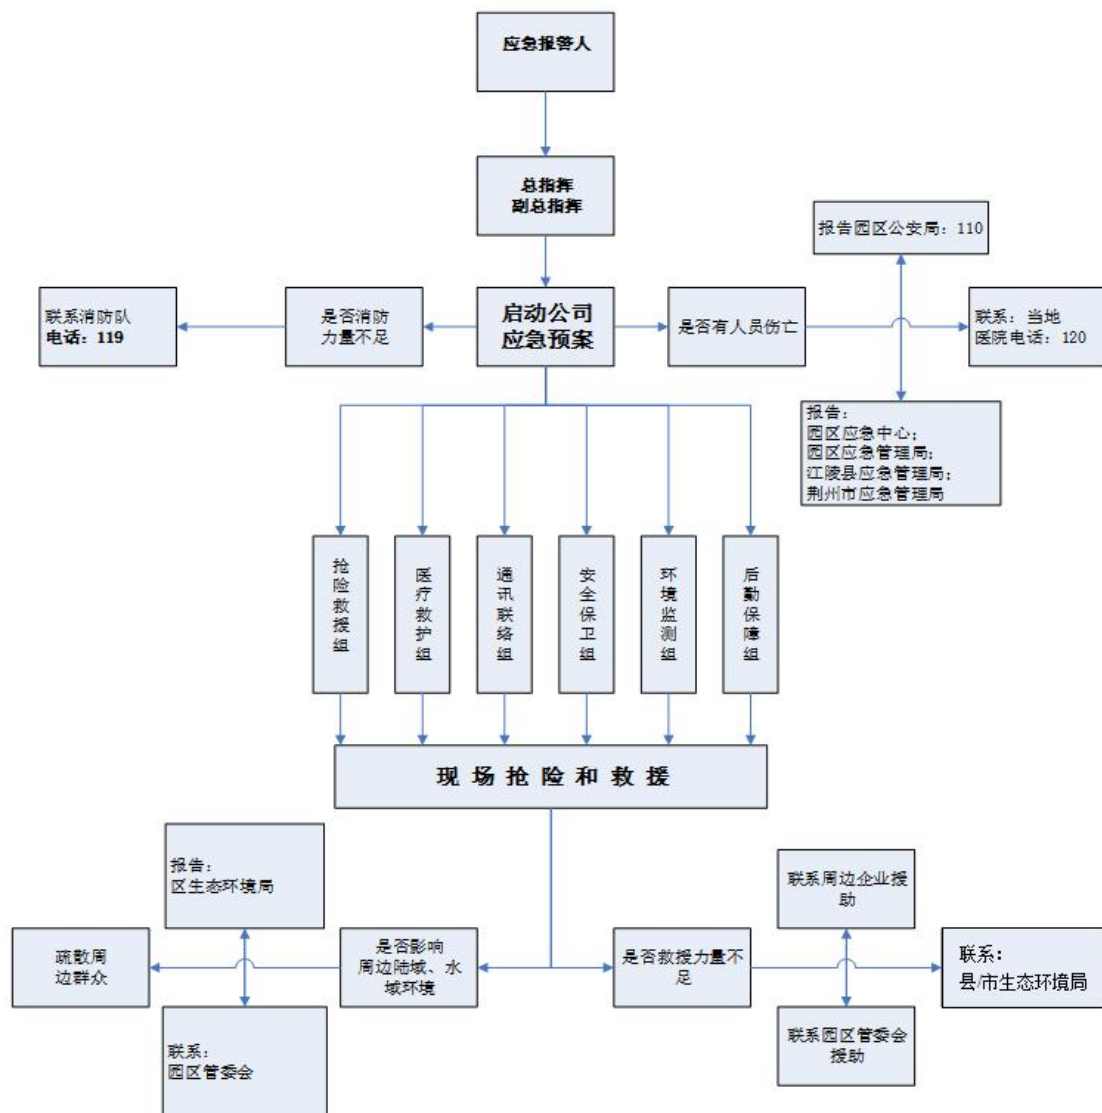 应急报警人
总指挥
副总指挥
报告园区公安局：110
联系消防队
电话：119
是否消防
力量不足
启动公司
应急预案
是否有人员伤亡
联系：当地
医院电话：120
报告：
园区应急中心；
园区应急管理局；
江陵县应急管理局；
荆州市应急管理局
抢险救援组
医疗救护组
通讯联络组
安全保卫组
环境监测组
后勤保障组
现 场 抢 险 和 救 援
报告：
区生态环境局
联系周边企业援
助
疏散周
边群众
是否影响
周边陆域、水
域环境
是否救援力量不
足
联系：
县/市生态环境局
联系：
园区管委会
联系园区管委会
援助